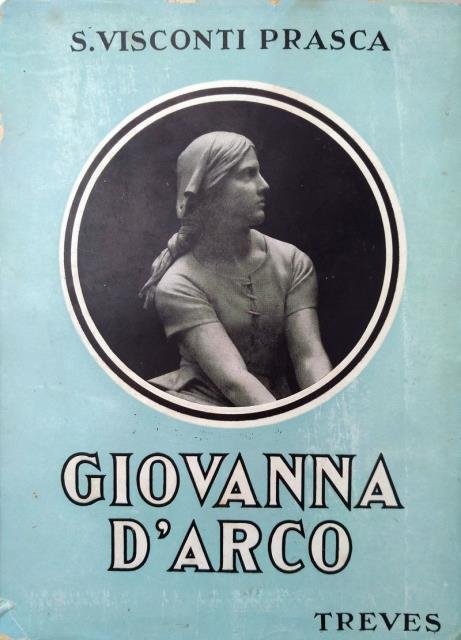 S. VISCONTI PRASCA
GIOVANNA
D'ARCO
TREVES